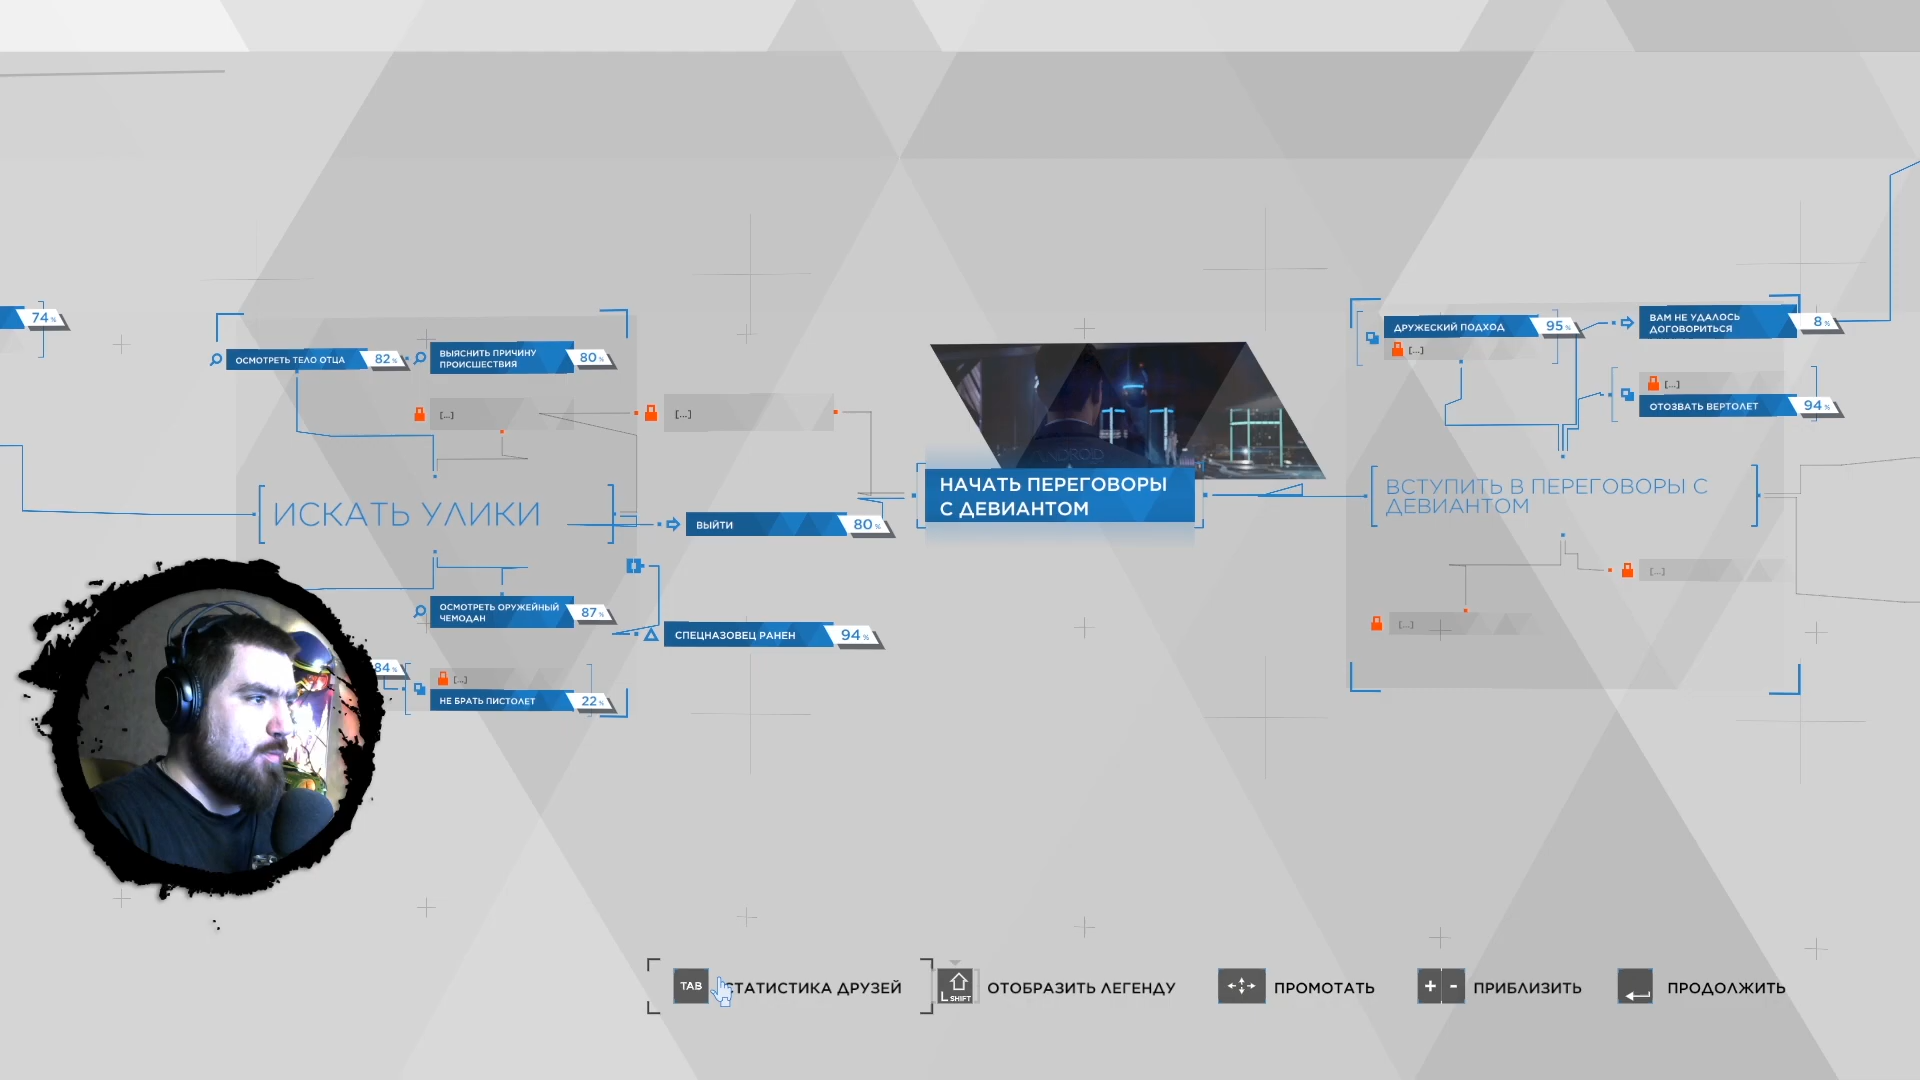 74%
ОСМОТРЕТЬ ТЕЛО ОТЦА 82%
ВЫЯСНИТЬ ПРИЧИНУ
ПРОИСШЕСТВИЯ 80%
[...]
[...]
ИСКАТЬ УЛИКИ
ВЫЙТИ 80%
ОСМОТРЕТЬ ОРУЖЕЙНЫЙ
ЧЕМОДАН 87%
СПЕЦНАЗОВЕЦ РАНЕН 94%
84%
[...]
НЕ БРАТЬ ПИСТОЛЕТ 22%
ANDROID
НАЧАТЬ ПЕРЕГОВОРЫ
С ДЕВИАНТОМ
ДРУЖЕСКИЙ ПОДХОД 95%
[...]
ВАМ НЕ УДАЛОСЬ
ДОГОВОРИТЬСЯ 8%
[...]
ОТОЗВАТЬ ВЕРТОЛЕТ 94%
ВСТУПИТЬ В ПЕРЕГОВОРЫ С
ДЕВИАНТОМ
[...]
[...]
TAB СТАТИСТИКА ДРУЗЕЙ
L SHIFT ОТОБРАЗИТЬ ЛЕГЕНДУ
ПРОМОТАТЬ
+ - ПРИБЛИЗИТЬ
ПРОДОЛЖИТЬ